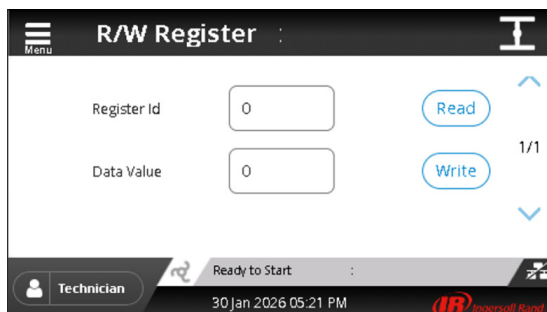 Menu
R/W Register :
Register Id
0
Read
1/1
Data Value
0
Write
Ready to Start :
Technician
30 Jan 2026 05:21 PM
IR Ingersoll Rand